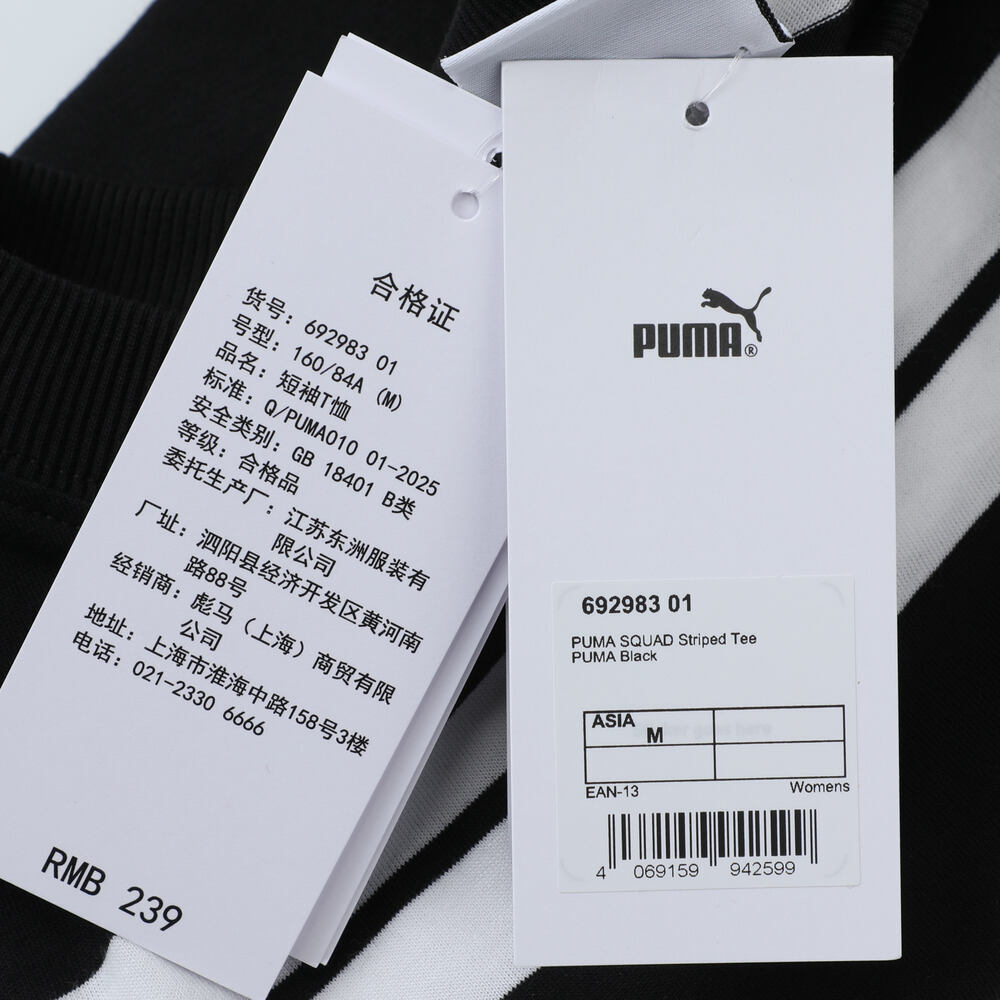 合格证
货号: 692983 01
号型: 160/84A (M)
品名: 短袖T恤
标准: Q/PUMA010 01-2025
安全类别: GB 18401 B类
等级: 合格品
委托生产厂: 江苏东洲服装有
限公司
厂址: 泗阳县经济开发区黄河南
路88号
经销商: 彪马（上海）商贸有限
公司
地址: 上海市淮海中路158号3楼
电话: 021-2330 6666
RMB 239
PUMA®
692983 01
PUMA SQUAD Striped Tee
PUMA Black
ASIA
M
EAN-13 Womens
4 069159 942599